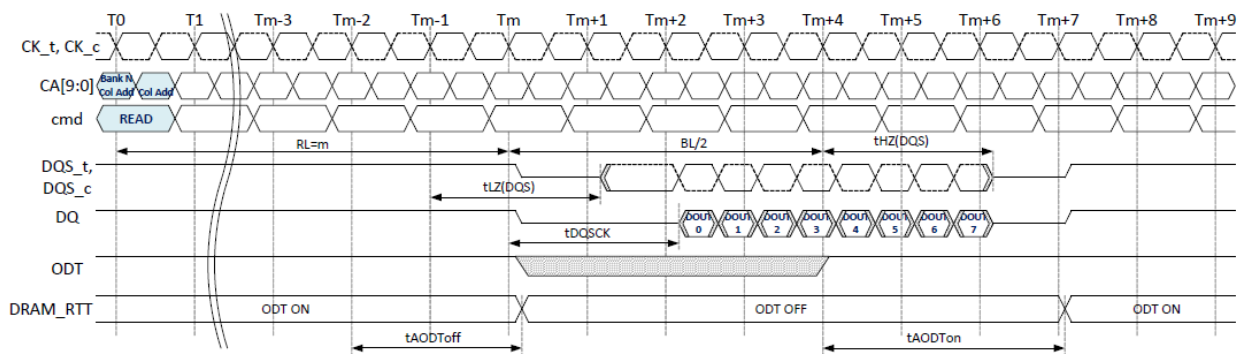 T0 T1 Tm-3 Tm-2 Tm-1 Tm Tm+1 Tm+2 Tm+3 Tm+4 Tm+5 Tm+6 Tm+7 Tm+8 Tm+9
CK_t, CK_c
CA[9:0] Bank N Col Add Col Add
cmd READ
RL=m BL/2 tHZ(DQS)
DQS_t,
DQS_c
tLZ(DQS)
DQ DOUT 0 DOUT 1 DOUT 2 DOUT 3 DOUT 4 DOUT 5 DOUT 6 DOUT 7
tDQSCK
ODT
DRAM_RTT ODT ON ODT OFF ODT ON
tAODToff tAODTon